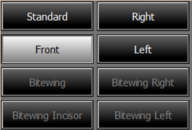 Standard Right
Front Left
Bitewing Bitewing Right
Bitewing Incisor Bitewing Left